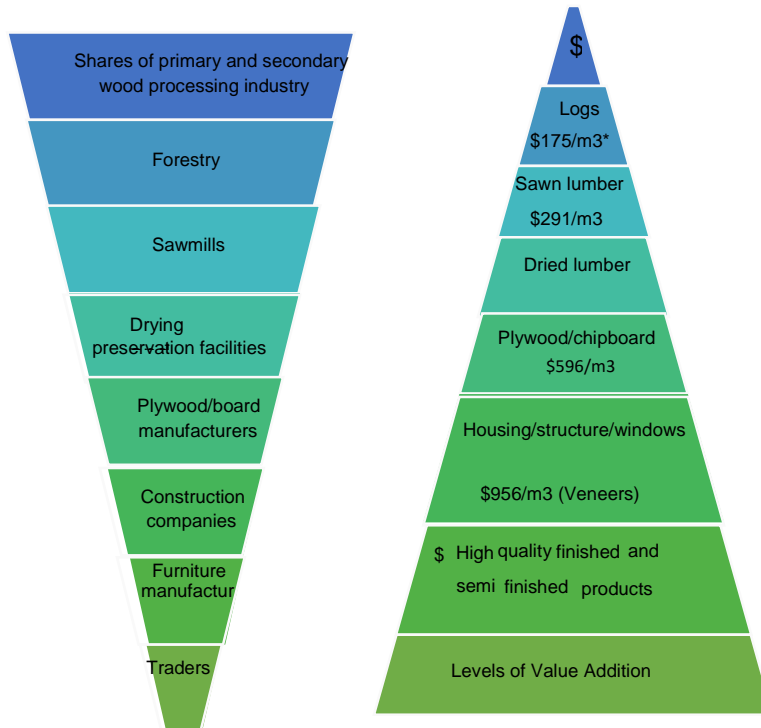 Shares of primary and secondary
wood processing industry
Forestry
Sawmills
Drying
preservation facilities
Plywood/board
manufacturers
Construction
companies
Furniture
manufactur
Traders
$
Logs
$175/m3*
Sawn lumber
$291/m3
Dried lumber
Plywood/chipboard
$596/m3
Housing/structure/windows
$956/m3 (Veneers)
$ High quality finished and
semi finished products
Levels of Value Addition